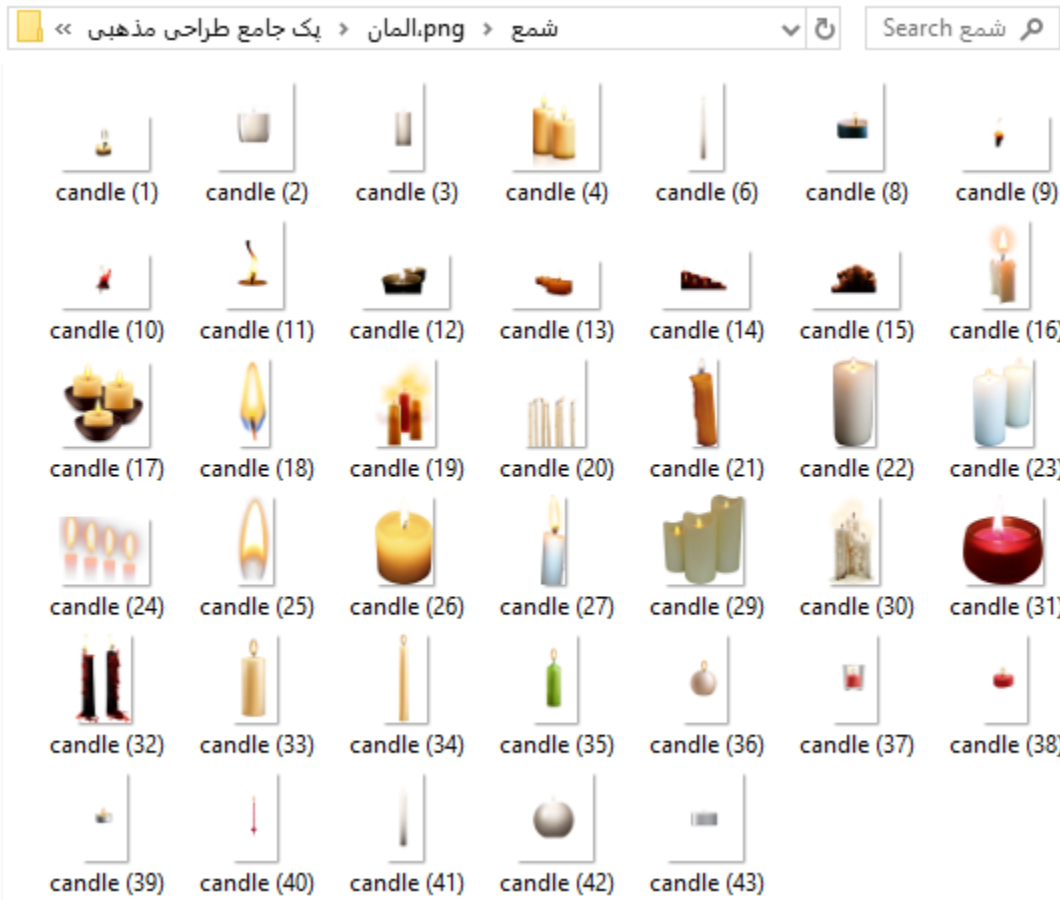 پک جامع طراحی مذهبی > المان،png > شمع
Search شمع
candle (1) candle (2) candle (3) candle (4) candle (6) candle (8) candle (9)
candle (10) candle (11) candle (12) candle (13) candle (14) candle (15) candle (16)
candle (17) candle (18) candle (19) candle (20) candle (21) candle (22) candle (23)
candle (24) candle (25) candle (26) candle (27) candle (29) candle (30) candle (31)
candle (32) candle (33) candle (34) candle (35) candle (36) candle (37) candle (38)
candle (39) candle (40) candle (41) candle (42) candle (43)